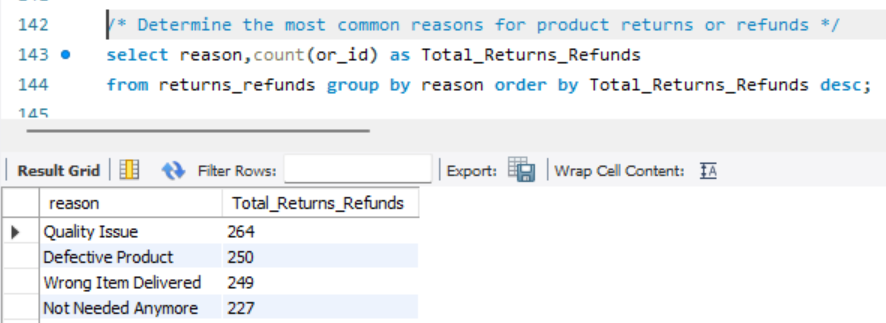 142 /* Determine the most common reasons for product returns or refunds */
143 select reason,count(or_id) as Total_Returns_Refunds
144 from returns_refunds group by reason order by Total_Returns_Refunds desc;
145
Result Grid Filter Rows: Export: Wrap Cell Content:
reason Total_Returns_Refunds
Quality Issue 264
Defective Product 250
Wrong Item Delivered 249
Not Needed Anymore 227